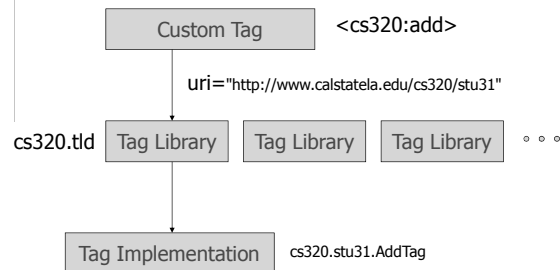 Custom Tag <cs320:add>
uri="http://www.calstatela.edu/cs320/stu31"
cs320.tld Tag Library Tag Library Tag Library
Tag Implementation cs320.stu31.AddTag